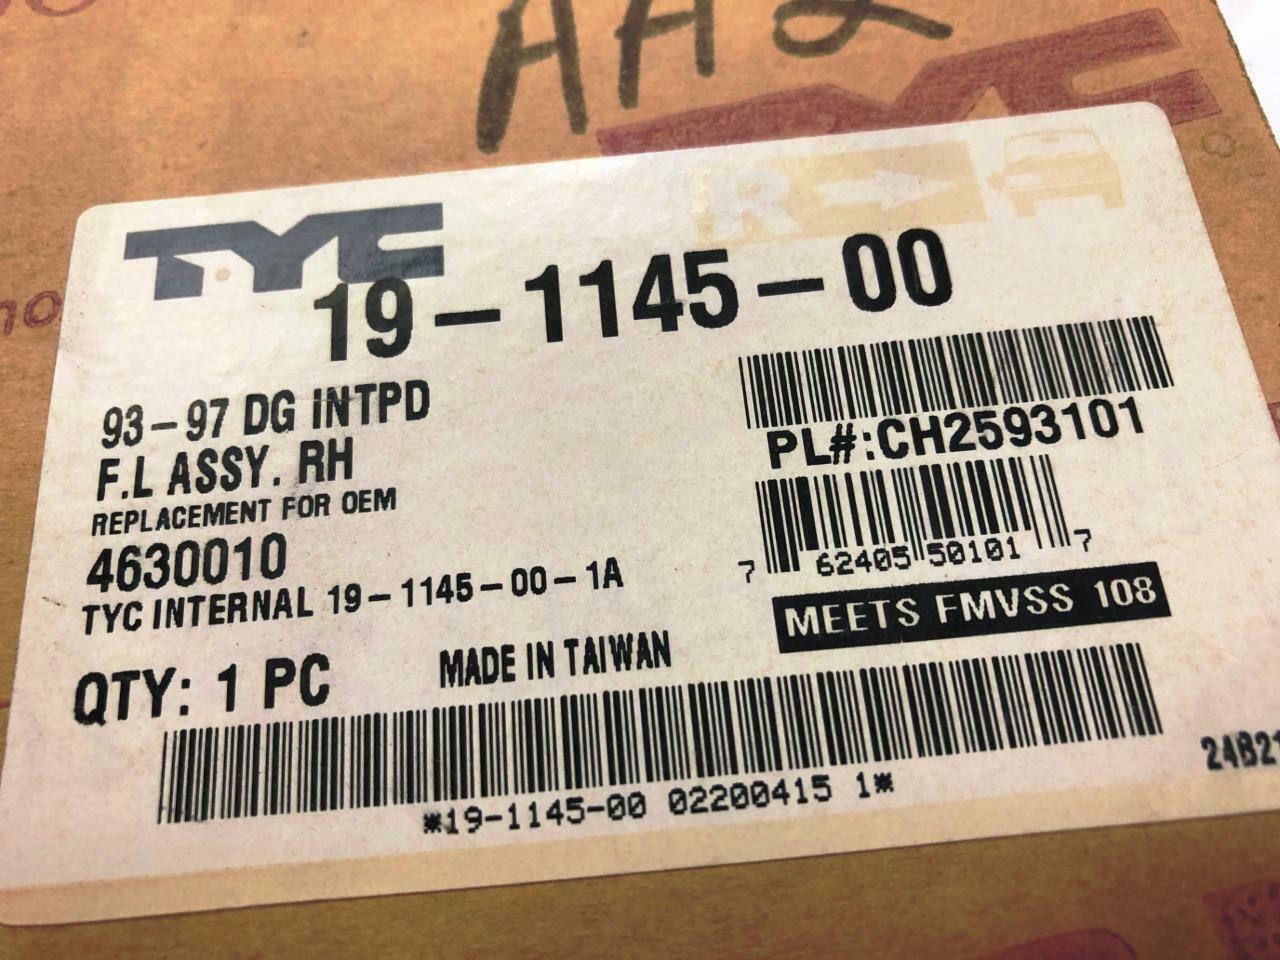 AA2
TYC
R
19-1145-00
93-97 DG INTPD
F.L ASSY. RH
REPLACEMENT FOR OEM
4630010
TYC INTERNAL 19-1145-00-1A
QTY: 1 PC
MADE IN TAIWAN
PL#:CH2593101
7 62405 50101 7
MEETS FMVSS 108
*19-1145-00 02200415 1*
24B21